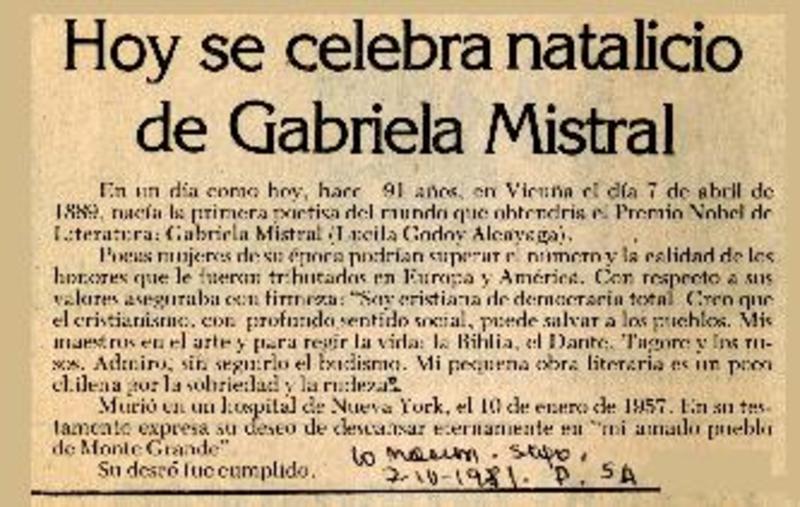 Hoy se celebra natalicio
de Gabriela Mistral
En un día como hoy, hace 91 años, en Vicuña el día 7 de abril de
1889, nacía la primera poetisa del mundo que obtendría el Premio Nobel de
Literatura: Gabriela Mistral (Lucila Godoy Alcayaga).
Pocas mujeres de su época podrían superar el número y la calidad de los
honores que le fueron tributados en Europa y América. Con respecto a sus
valores aseguraba con firmeza: "Soy cristiana de democracia total. Creo que
el cristianismo, con profundo sentido social, puede salvar a los pueblos. Mis
maestros en el arte y para regir la vida: la Biblia, el Dante, Tagore y los ru-
sos. Admiro, sin seguirlo el budismo. Mi pequena obra literaria es un poco
chilena por la sobriedad y la rudeza".
Murió en un hospital de Nueva York, el 10 de enero de 1957. En su tes-
tamento expresa su deseo de descansar eternamente en "mi amado pueblo
de Monte Grande"
Su deseó fue cumplido.
Stgo.
1981. P. 5A